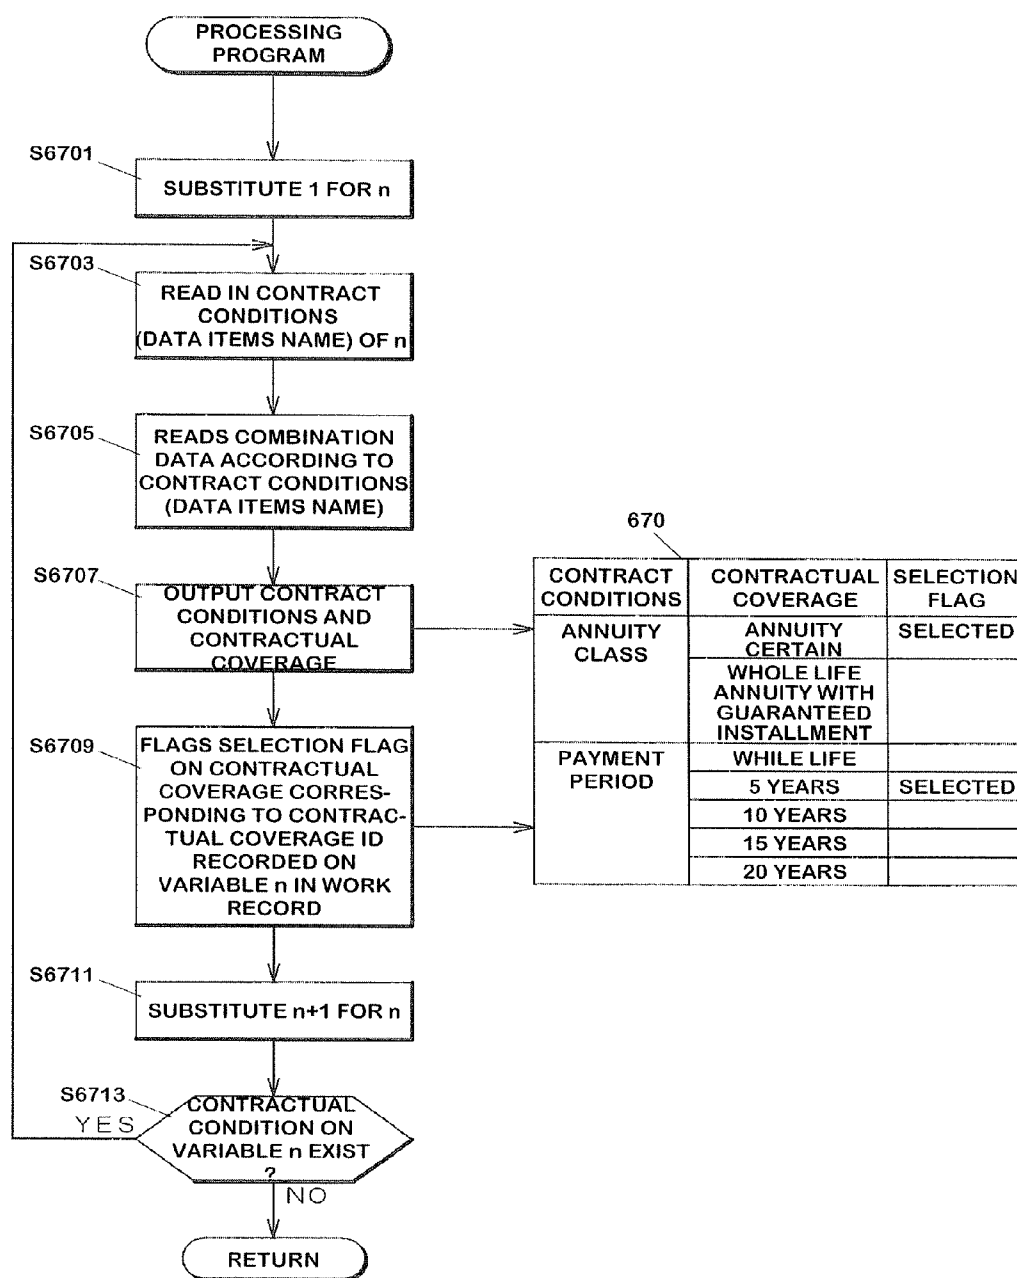 PROCESSING
PROGRAM
S6701
SUBSTITUTE 1 FOR n
S6703
READ IN CONTRACT
CONDITIONS
(DATA ITEMS NAME) OF n
S6705
READS COMBINATION
DATA ACCORDING TO
CONTRACT CONDITIONS
(DATA ITEMS NAME)
S6707
OUTPUT CONTRACT
CONDITIONS AND
CONTRACTUAL
COVERAGE
S6709
FLAGS SELECTION FLAG
ON CONTRACTUAL
COVERAGE CORRES-
PONDING TO CONTRAC-
TUAL COVERAGE ID
RECORDED ON
VARIABLE n IN WORK
RECORD
S6711
SUBSTITUTE n+1 FOR n
S6713
CONTRACTUAL
CONDITION ON
VARIABLE n EXIST
?
YES
NO
RETURN
670
CONTRACT
CONDITIONS
CONTRACTUAL
COVERAGE
SELECTION
FLAG
ANNUITY
CLASS
ANNUITY
CERTAIN
SELECTED
WHOLE LIFE
ANNUITY WITH
GUARANTEED
INSTALLMENT
PAYMENT
PERIOD
WHILE LIFE
5 YEARS
SELECTED
10 YEARS
15 YEARS
20 YEARS